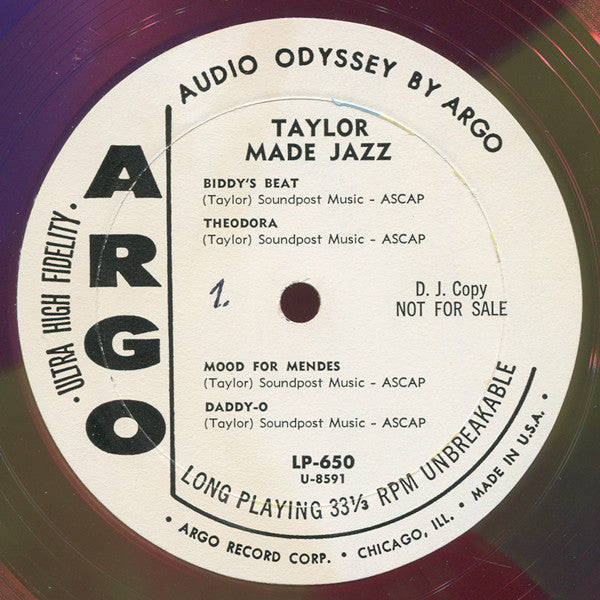 AUDIO ODYSSEY BY ARGO
TAYLOR
MADE JAZZ
BIDDY'S BEAT
(Taylor) Soundpost Music - ASCAP
THEODORA
(Taylor) Soundpost Music - ASCAP
ARGO
• ULTRA HIGH FIDELITY •
1.
D. J. Copy
NOT FOR SALE
MOOD FOR MENDES
(Taylor) Soundpost Music - ASCAP
DADDY-O
(Taylor) Soundpost Music - ASCAP
LP-650
U-8591
LONG PLAYING 33⅓ RPM UNBREAKABLE
• ARGO RECORD CORP. • CHICAGO, ILL. • MADE IN U.S.A. •